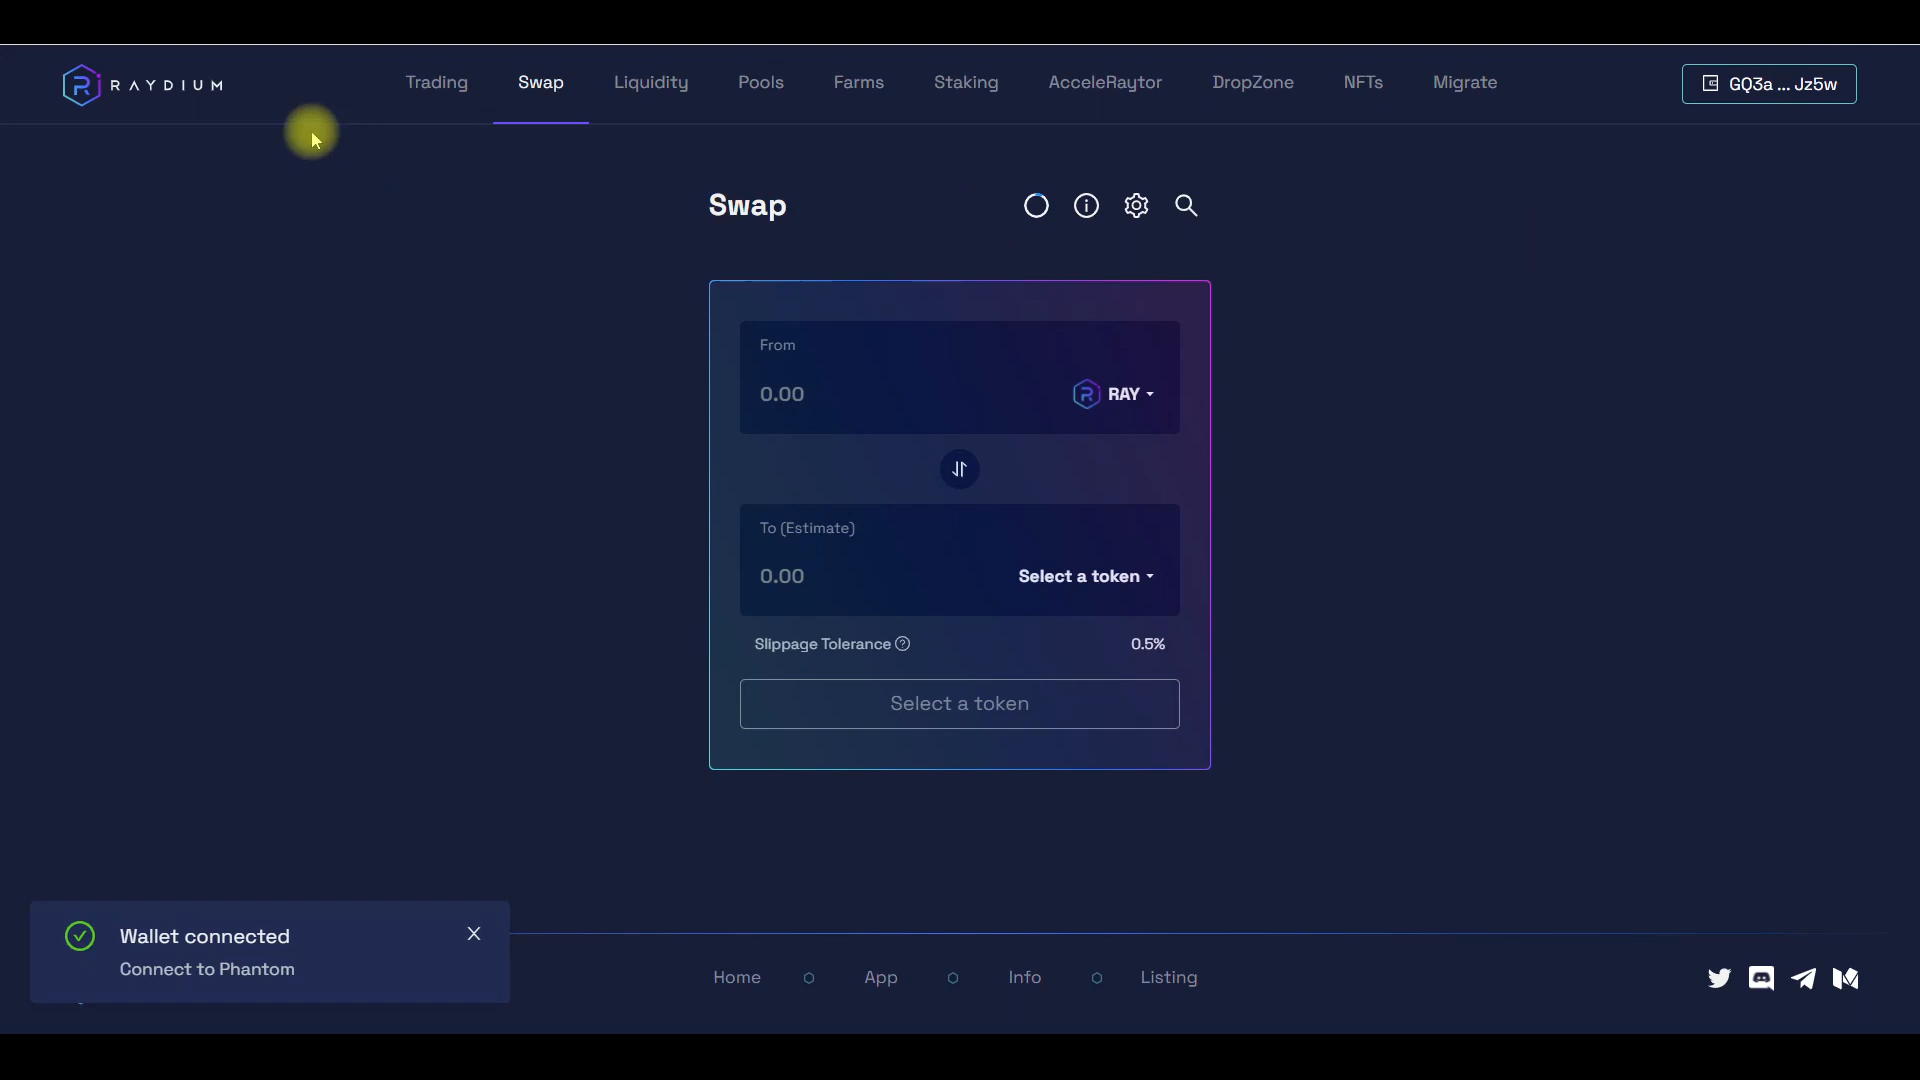 RAYDIUM
Trading
Swap
Liquidity
Pools
Farms
Staking
AcceleRaytor
DropZone
NFTs
Migrate
GQ3a ... Jz5w
Swap
From
0.00
RAY
To (Estimate)
0.00
Select a token
Slippage Tolerance
0.5%
Select a token
Wallet connected
Connect to Phantom
Home
App
Info
Listing